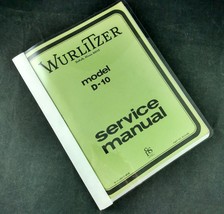 WURLITZER
model
D-10
service
manual